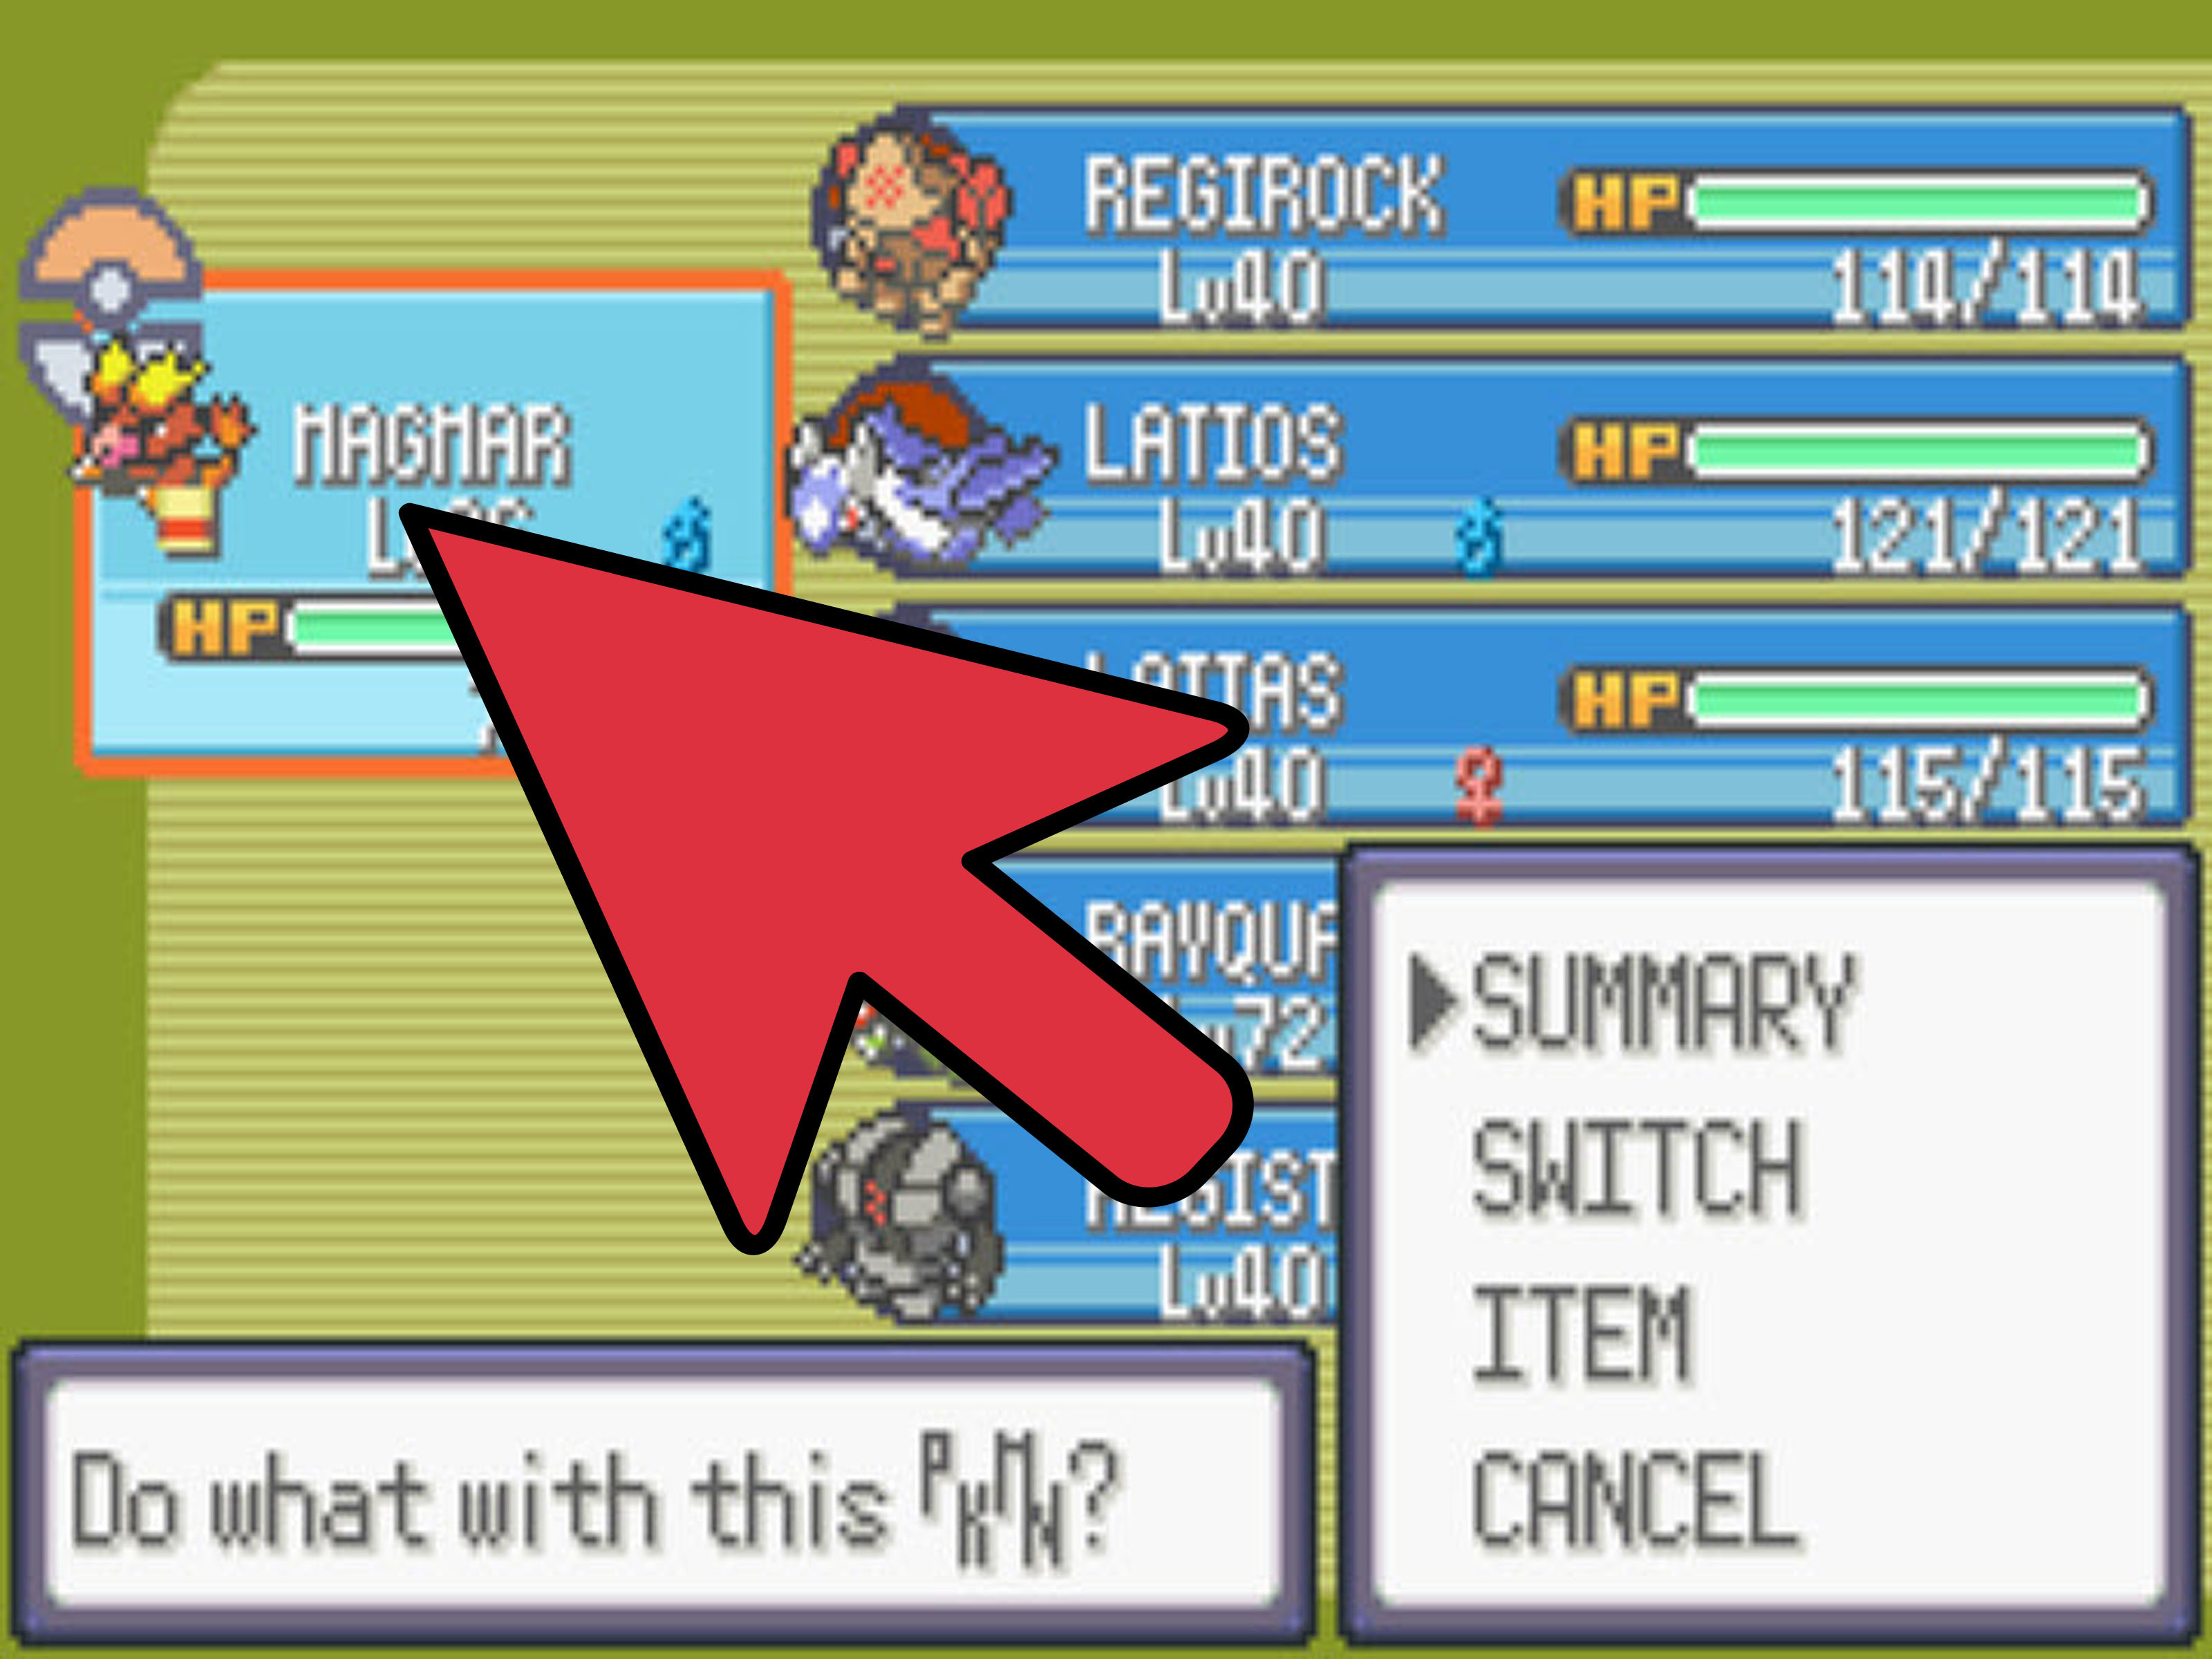 MAGMAR
HP
REGIROCK
HP
Lv40
114/114
LATIOS
HP
Lv40
♂
121/121
HP
Lv40
♀
115/115
Lv40
SUMMARY
SWITCH
ITEM
CANCEL
Do what with this PKMN?